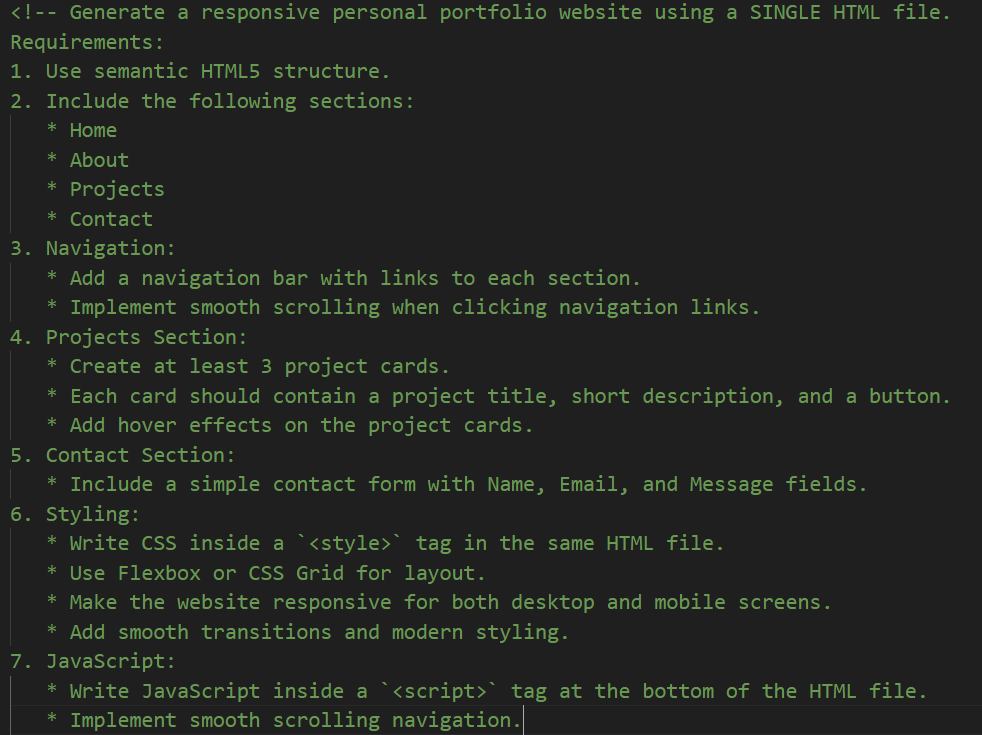 <!-- Generate a responsive personal portfolio website using a SINGLE HTML file.
Requirements:
1. Use semantic HTML5 structure.
2. Include the following sections:
   * Home
   * About
   * Projects
   * Contact
3. Navigation:
   * Add a navigation bar with links to each section.
   * Implement smooth scrolling when clicking navigation links.
4. Projects Section:
   * Create at least 3 project cards.
   * Each card should contain a project title, short description, and a button.
   * Add hover effects on the project cards.
5. Contact Section:
   * Include a simple contact form with Name, Email, and Message fields.
6. Styling:
   * Write CSS inside a `<style>` tag in the same HTML file.
   * Use Flexbox or CSS Grid for layout.
   * Make the website responsive for both desktop and mobile screens.
   * Add smooth transitions and modern styling.
7. JavaScript:
   * Write JavaScript inside a `<script>` tag at the bottom of the HTML file.
   * Implement smooth scrolling navigation.